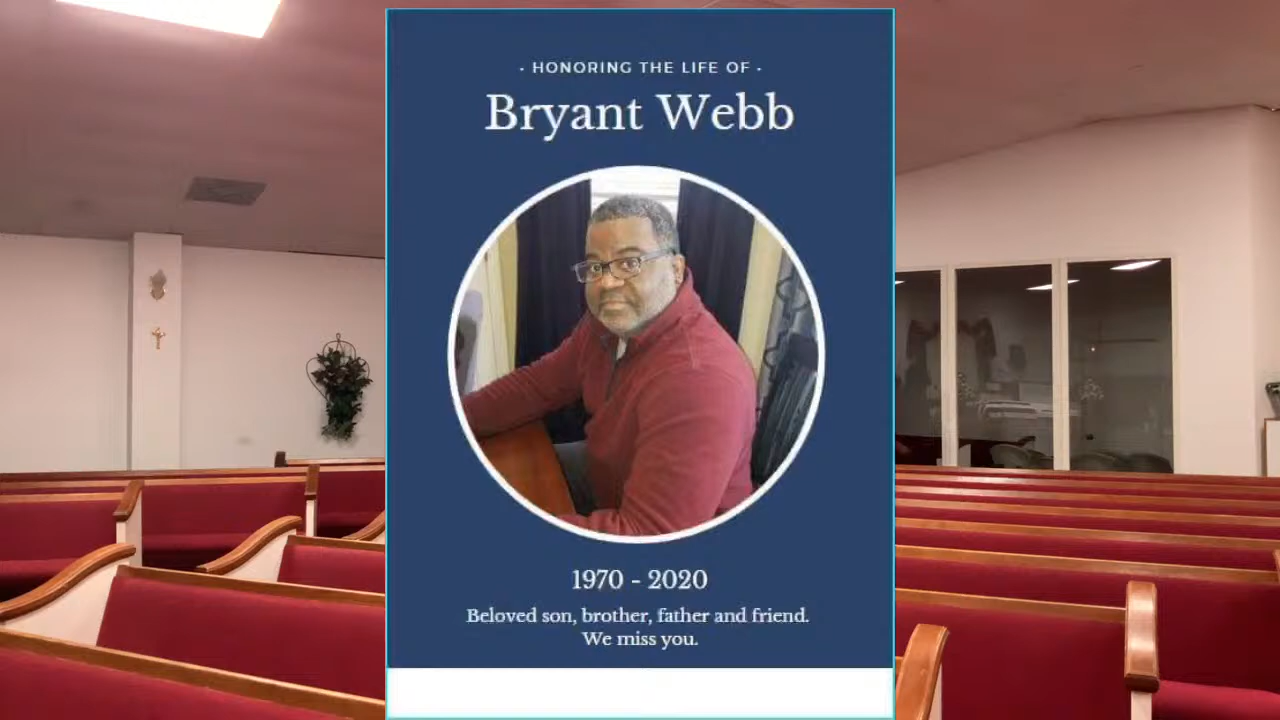 · HONORING THE LIFE OF ·
Bryant Webb
1970 - 2020
Beloved son, brother, father and friend.
We miss you.